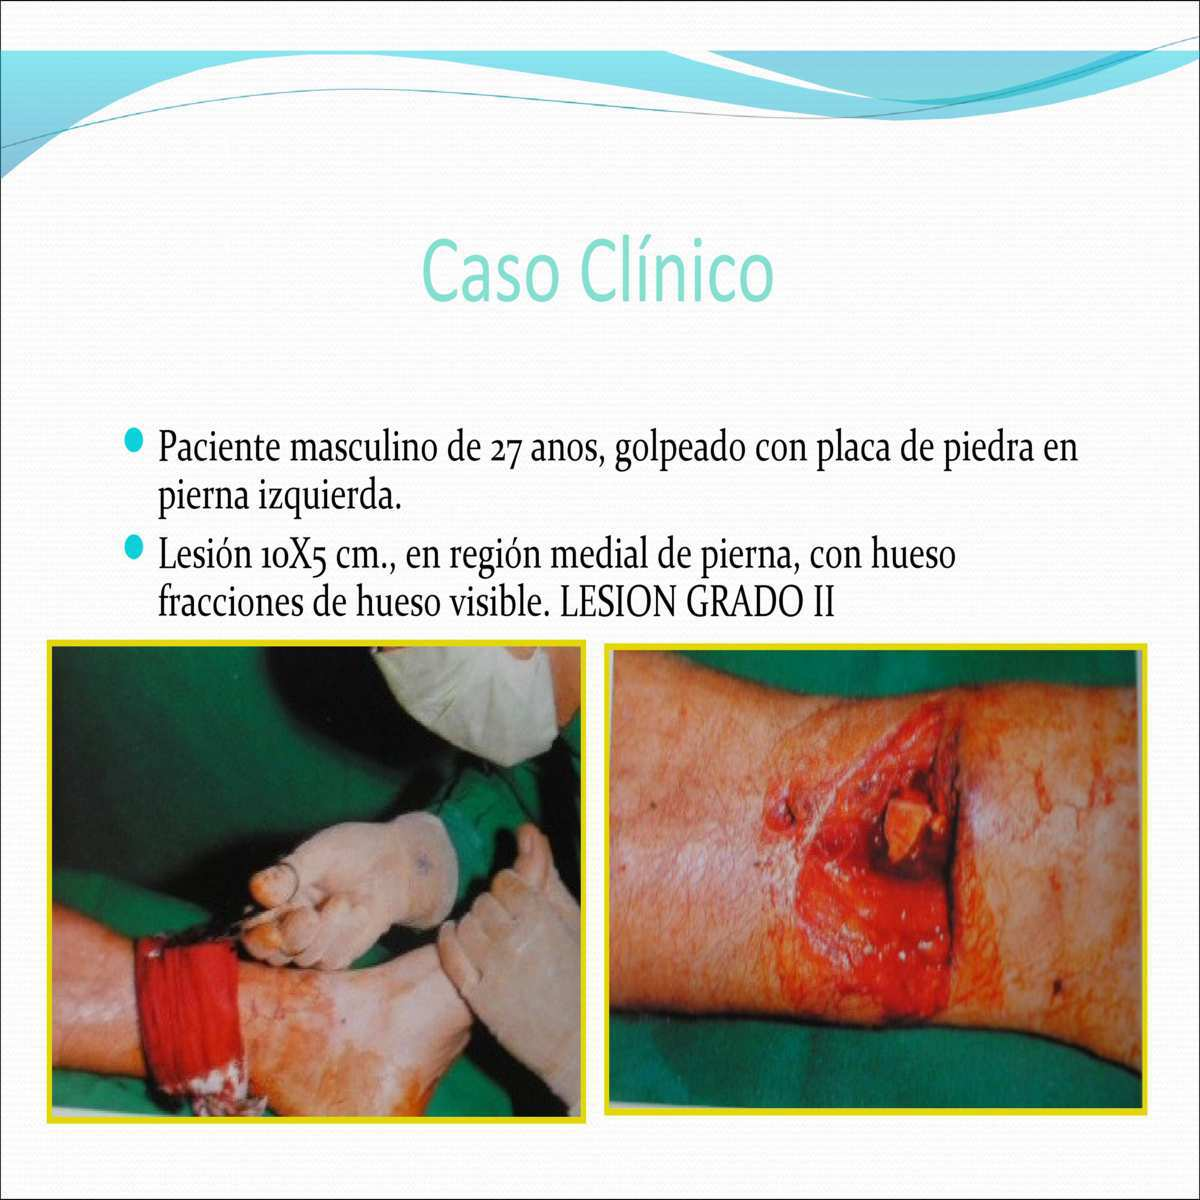 Caso Clínico
Paciente masculino de 27 anos, golpeado con placa de piedra en
pierna izquierda.
Lesión 10X5 cm., en región medial de pierna, con hueso
fracciones de hueso visible. LESION GRADO II